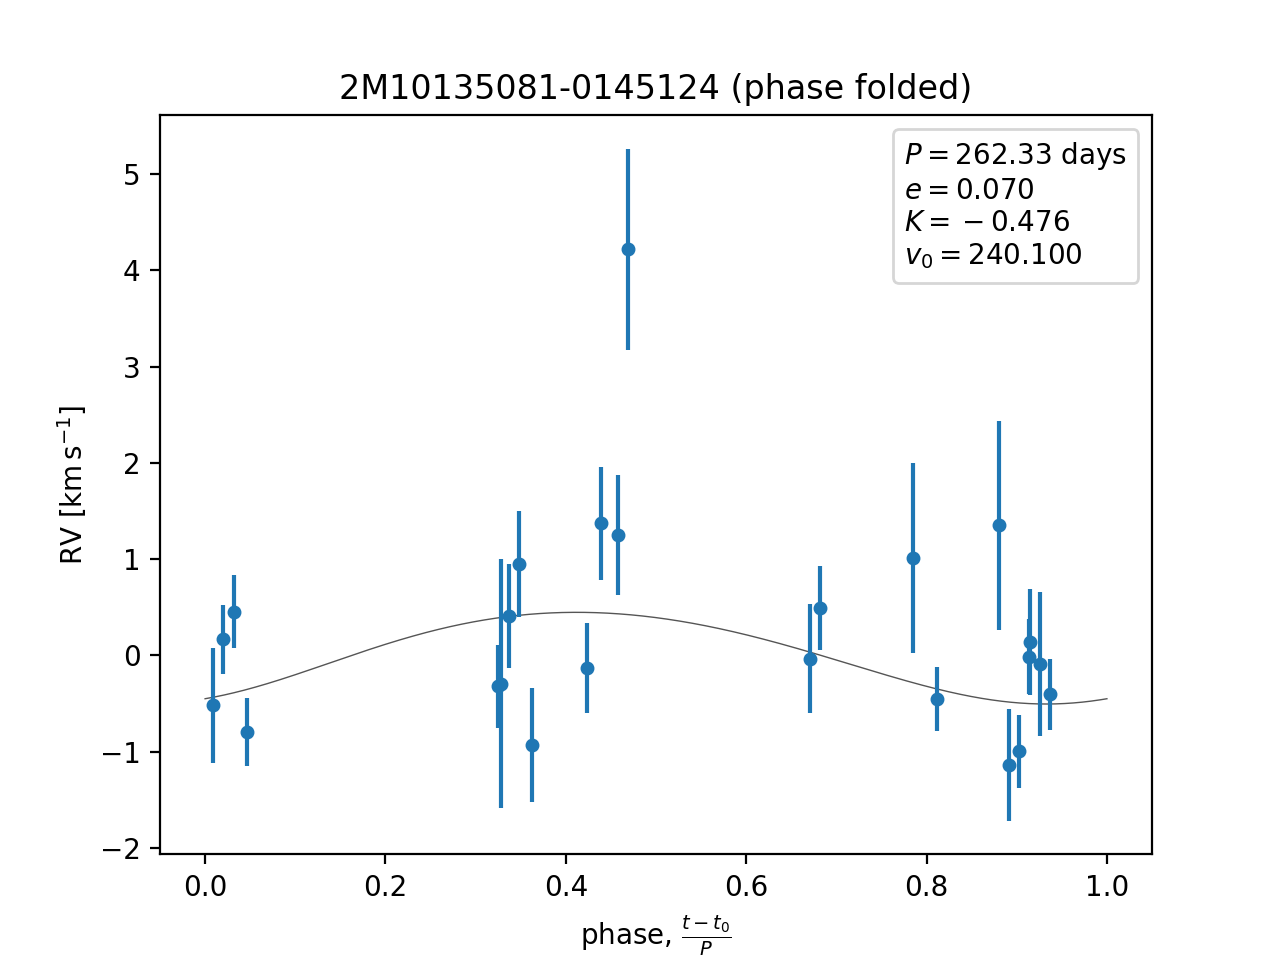 2M10135081-0145124 (phase folded)
P = 262.33 days
e = 0.070
K = −0.476
v₀ = 240.100
5
4
3
2
1
0
−1
−2
RV [km s⁻¹]
0.0 0.2 0.4 0.6 0.8 1.0
phase, (t − t₀)/P